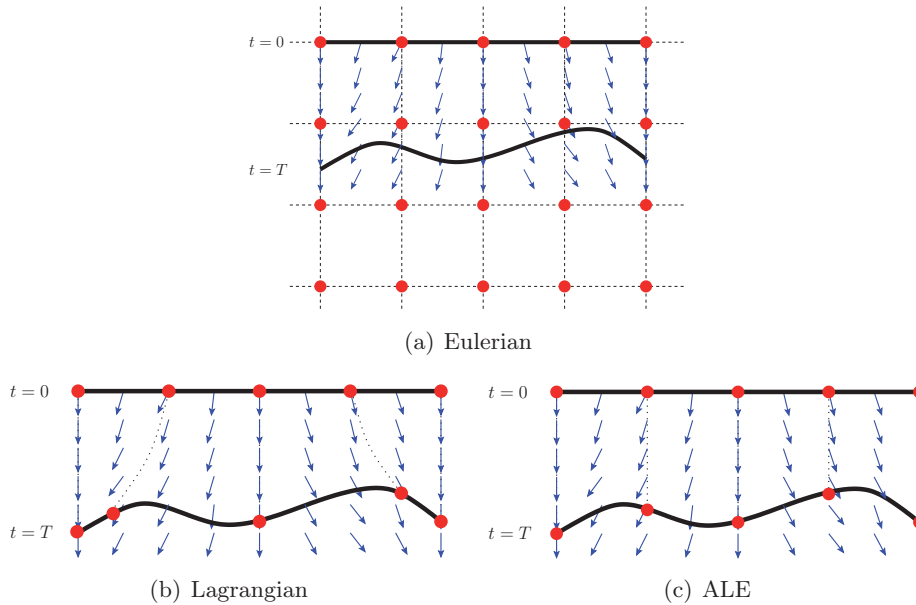 t = 0
t = T
(a) Eulerian
t = 0
t = T
(b) Lagrangian
t = 0
t = T
(c) ALE